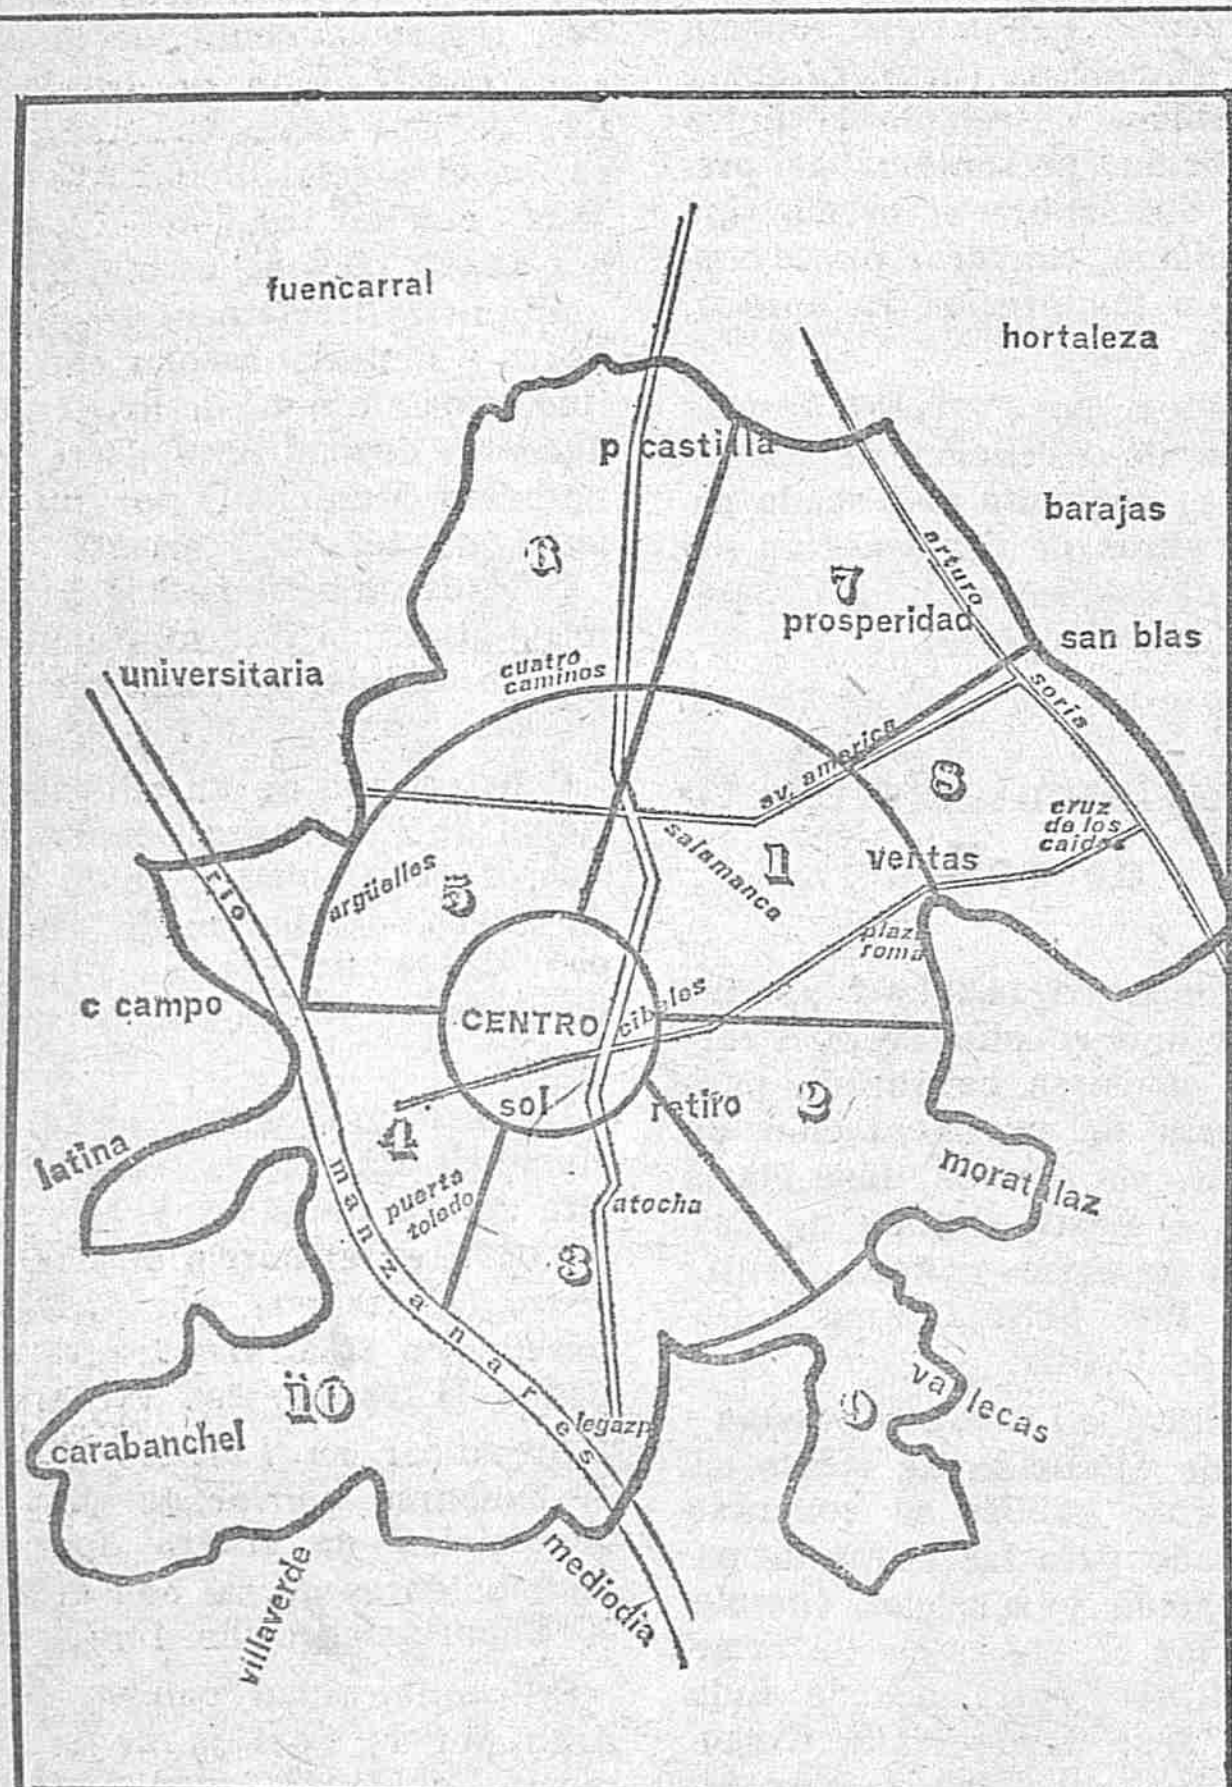 fuencarral
hortaleza
p castilla
barajas
6
arturo
7
prosperidad
san blas
universitaria
cuatro
caminos
soria
av. america
8
cruz
de los
caidos
salamanca
1
ventas
rio
argüelles
5
plaza
roma
c campo
CENTRO
cibeles
sol
retiro
2
4
latina
moratalaz
manzanares
puerta
toledo
atocha
3
vallecas
10
9
legazpi
carabanchel
villaverde
mediodia